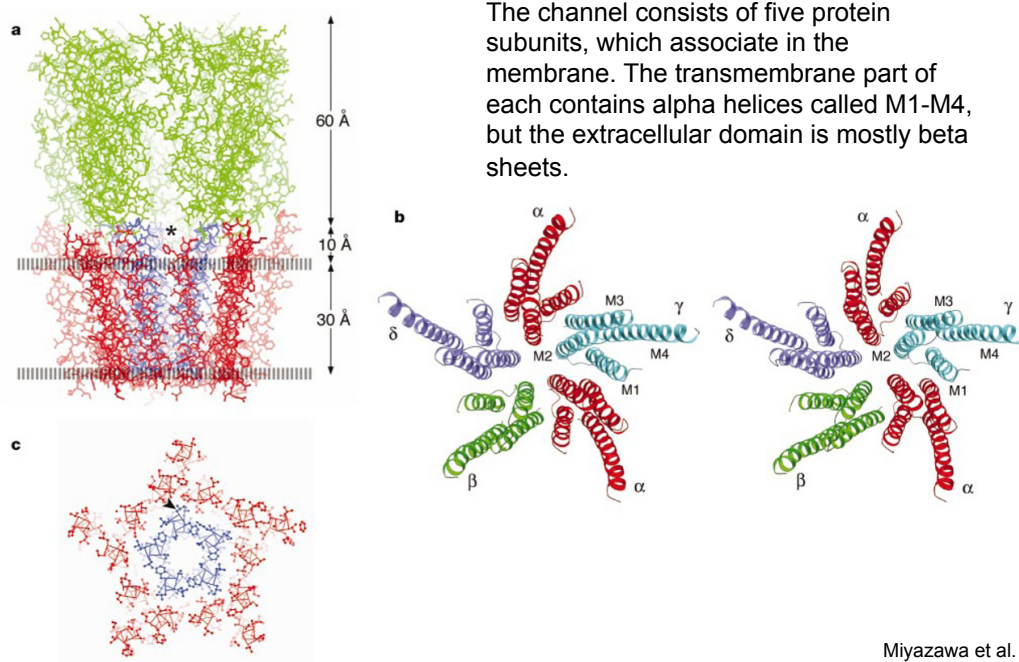 The channel consists of five protein
subunits, which associate in the
membrane. The transmembrane part of
each contains alpha helices called M1-M4,
but the extracellular domain is mostly beta
sheets.
a
60 Å
*
10 Å
30 Å
b
α
δ
M3
γ
M2
M4
M1
β
α
α
δ
M3
γ
M2
M4
M1
β
α
c
Miyazawa et al.